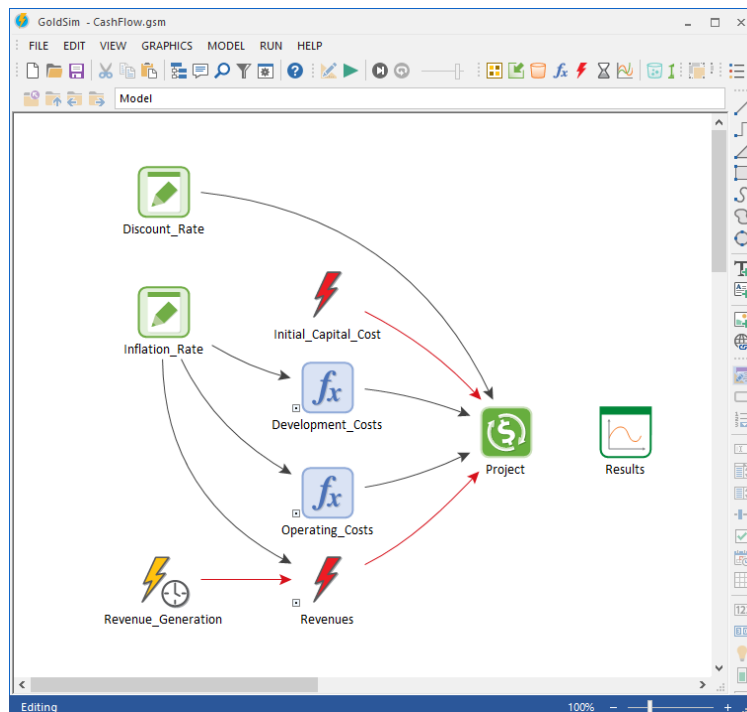 GoldSim - CashFlow.gsm
FILE EDIT VIEW GRAPHICS MODEL RUN HELP
Model
Discount_Rate
Initial_Capital_Cost
Inflation_Rate
Development_Costs
Project
Results
Operating_Costs
Revenue_Generation
Revenues
Editing
100%